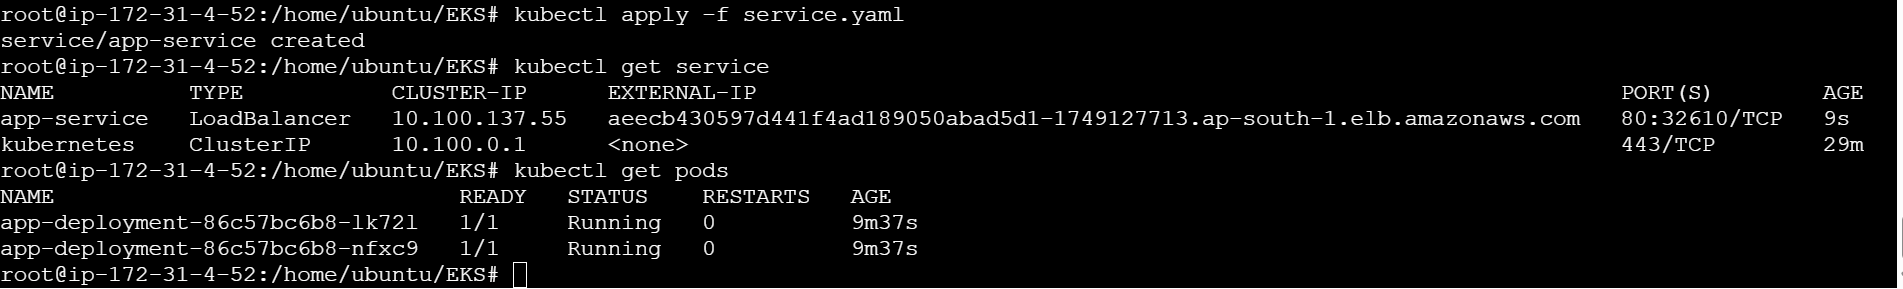 root@ip-172-31-4-52:/home/ubuntu/EKS# kubectl apply -f service.yaml
service/app-service created
root@ip-172-31-4-52:/home/ubuntu/EKS# kubectl get service
NAME TYPE CLUSTER-IP EXTERNAL-IP PORT(S) AGE
app-service LoadBalancer 10.100.137.55 aeecb430597d441f4ad189050abad5d1-1749127713.ap-south-1.elb.amazonaws.com 80:32610/TCP 9s
kubernetes ClusterIP 10.100.0.1 <none> 443/TCP 29m
root@ip-172-31-4-52:/home/ubuntu/EKS# kubectl get pods
NAME READY STATUS RESTARTS AGE
app-deployment-86c57bc6b8-lk72l 1/1 Running 0 9m37s
app-deployment-86c57bc6b8-nfxc9 1/1 Running 0 9m37s
root@ip-172-31-4-52:/home/ubuntu/EKS#